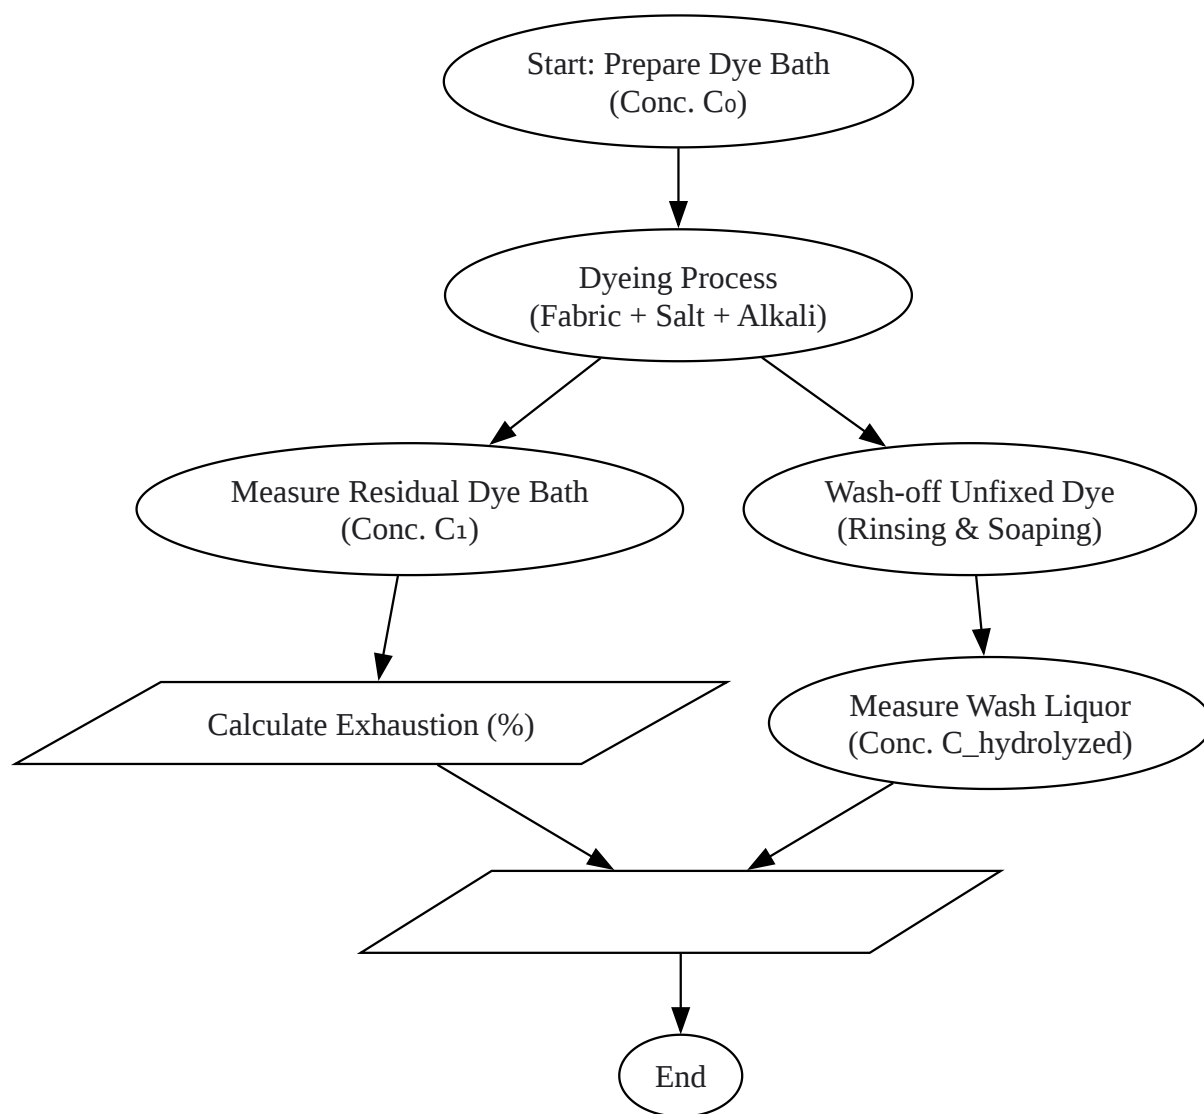 Start: Prepare Dye Bath
(Conc. C₀)
Dyeing Process
(Fabric + Salt + Alkali)
Measure Residual Dye Bath
(Conc. C₁)
Wash-off Unfixed Dye
(Rinsing & Soaping)
Calculate Exhaustion (%)
Measure Wash Liquor
(Conc. C_hydrolyzed)
End